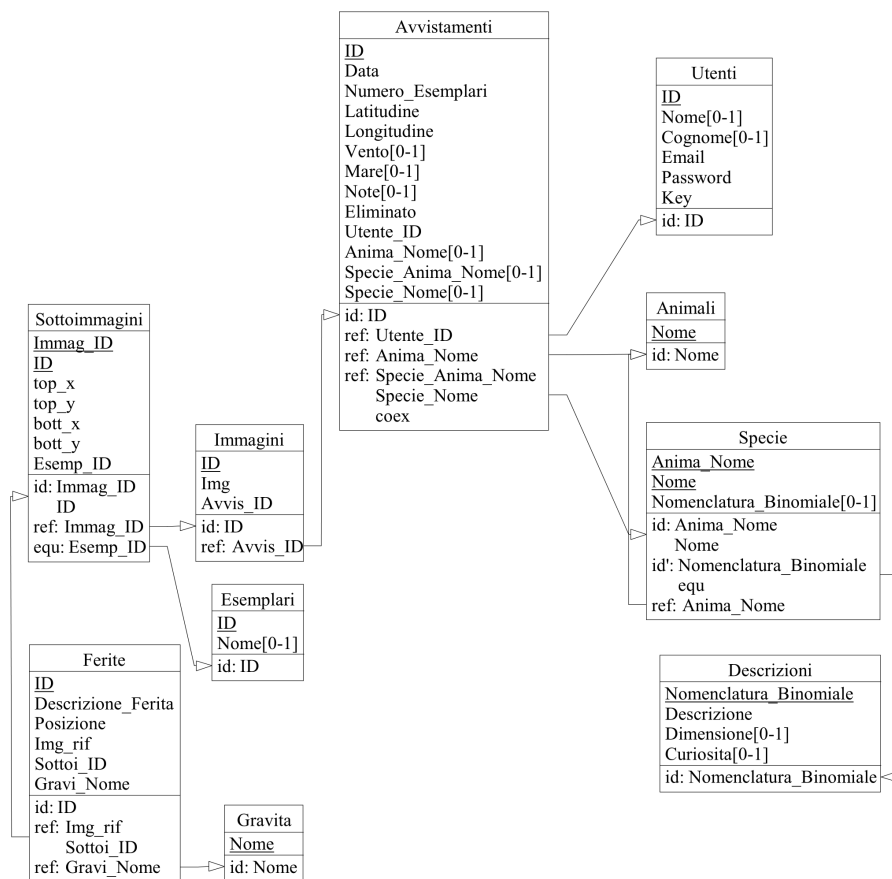 Avvistamenti
ID
Data
Numero_Esemplari
Latitudine
Longitudine
Vento[0-1]
Mare[0-1]
Note[0-1]
Eliminato
Utente_ID
Anima_Nome[0-1]
Specie_Anima_Nome[0-1]
Specie_Nome[0-1]
id: ID
ref: Utente_ID
ref: Anima_Nome
ref: Specie_Anima_Nome
Specie_Nome
coex
Utenti
ID
Nome[0-1]
Cognome[0-1]
Email
Password
Key
id: ID
Animali
Nome
id: Nome
Sottoimmagini
Immag_ID
ID
top_x
top_y
bott_x
bott_y
Esemp_ID
id: Immag_ID
ID
ref: Immag_ID
equ: Esemp_ID
Immagini
ID
Img
Avvis_ID
id: ID
ref: Avvis_ID
Specie
Anima_Nome
Nome
Nomenclatura_Binomiale[0-1]
id: Anima_Nome
Nome
id': Nomenclatura_Binomiale
equ
ref: Anima_Nome
Esemplari
ID
Nome[0-1]
id: ID
Ferite
ID
Descrizione_Ferita
Posizione
Img_rif
Sottoi_ID
Gravi_Nome
id: ID
ref: Img_rif
Sottoi_ID
ref: Gravi_Nome
Gravita
Nome
id: Nome
Descrizioni
Nomenclatura_Binomiale
Descrizione
Dimensione[0-1]
Curiosita[0-1]
id: Nomenclatura_Binomiale